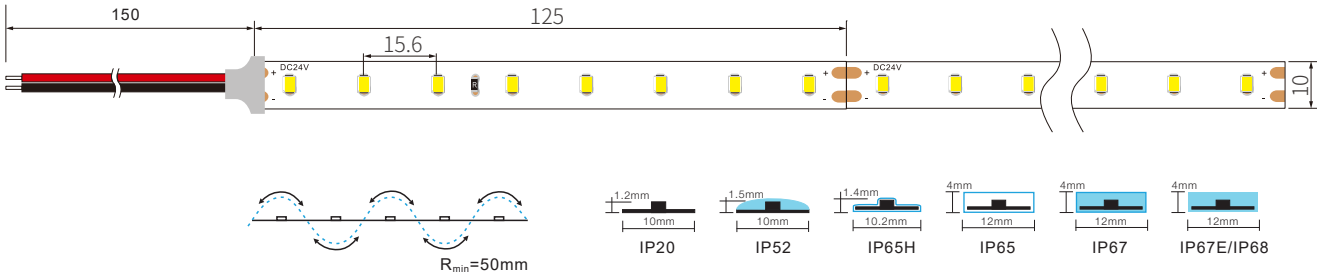 150
125
15.6
DC24V
DC24V
+
+
+
+
R
-
-
-
-
10
1.2mm
10mm
IP20
1.5mm
10mm
IP52
1.4mm
10.2mm
IP65H
4mm
12mm
IP65
4mm
12mm
IP67
4mm
12mm
IP67E/IP68
Rmin=50mm